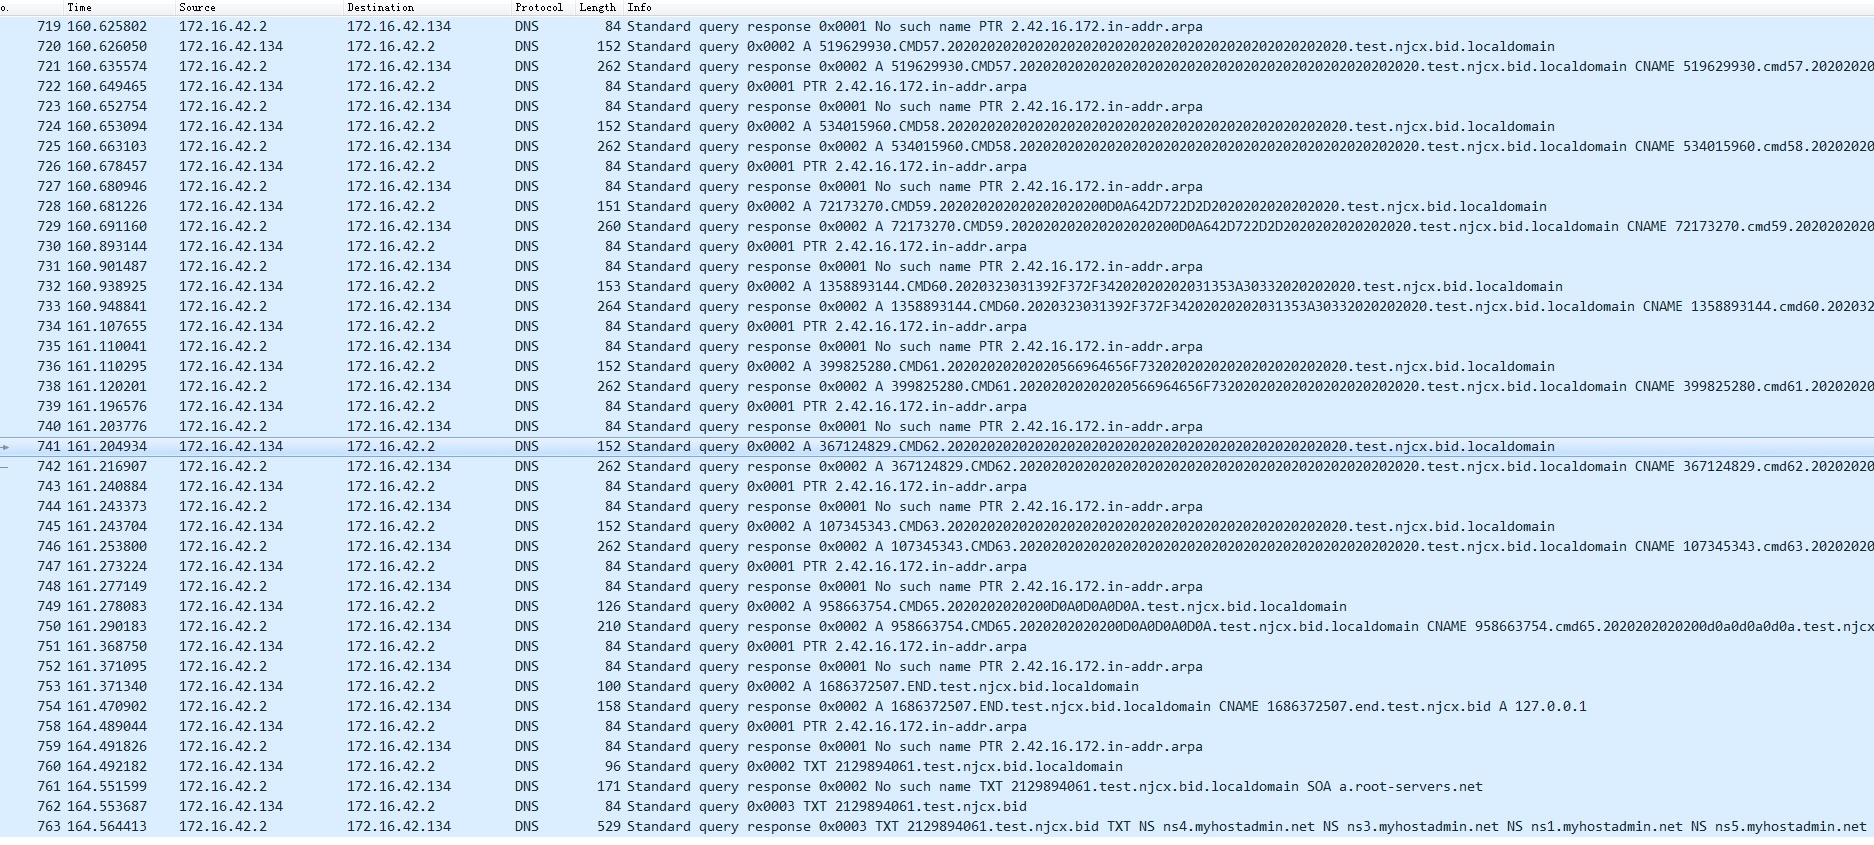 o. Time Source Destination Protocol Length Info
719 160.625802 172.16.42.2 172.16.42.134 DNS 84 Standard query response 0x0001 No such name PTR 2.42.16.172.in-addr.arpa
720 160.626050 172.16.42.134 172.16.42.2 DNS 152 Standard query 0x0002 A 519629930.CMD57.20202020202020202020202020202020202020202020202020.test.njcx.bid.localdomain
721 160.635574 172.16.42.2 172.16.42.134 DNS 262 Standard query response 0x0002 A 519629930.CMD57.20202020202020202020202020202020202020202020202020.test.njcx.bid.localdomain CNAME 519629930.cmd57.20202020
722 160.649465 172.16.42.134 172.16.42.2 DNS 84 Standard query 0x0001 PTR 2.42.16.172.in-addr.arpa
723 160.652754 172.16.42.2 172.16.42.134 DNS 84 Standard query response 0x0001 No such name PTR 2.42.16.172.in-addr.arpa
724 160.653094 172.16.42.134 172.16.42.2 DNS 152 Standard query 0x0002 A 534015960.CMD58.20202020202020202020202020202020202020202020202020.test.njcx.bid.localdomain
725 160.663103 172.16.42.2 172.16.42.134 DNS 262 Standard query response 0x0002 A 534015960.CMD58.20202020202020202020202020202020202020202020202020.test.njcx.bid.localdomain CNAME 534015960.cmd58.20202020
726 160.678457 172.16.42.134 172.16.42.2 DNS 84 Standard query 0x0001 PTR 2.42.16.172.in-addr.arpa
727 160.680946 172.16.42.2 172.16.42.134 DNS 84 Standard query response 0x0001 No such name PTR 2.42.16.172.in-addr.arpa
728 160.681226 172.16.42.134 172.16.42.2 DNS 151 Standard query 0x0002 A 72173270.CMD59.202020202020202020200D0A642D722D2D2020202020202020.test.njcx.bid.localdomain
729 160.691160 172.16.42.2 172.16.42.134 DNS 260 Standard query response 0x0002 A 72173270.CMD59.202020202020202020200D0A642D722D2D2020202020202020.test.njcx.bid.localdomain CNAME 72173270.cmd59.2020202020
730 160.893144 172.16.42.134 172.16.42.2 DNS 84 Standard query 0x0001 PTR 2.42.16.172.in-addr.arpa
731 160.901487 172.16.42.2 172.16.42.134 DNS 84 Standard query response 0x0001 No such name PTR 2.42.16.172.in-addr.arpa
732 160.938925 172.16.42.134 172.16.42.2 DNS 153 Standard query 0x0002 A 1358893144.CMD60.2020323031392F372F34202020202031353A30332020202020.test.njcx.bid.localdomain
733 160.948841 172.16.42.2 172.16.42.134 DNS 264 Standard query response 0x0002 A 1358893144.CMD60.2020323031392F372F34202020202031353A30332020202020.test.njcx.bid.localdomain CNAME 1358893144.cmd60.202032
734 161.107655 172.16.42.134 172.16.42.2 DNS 84 Standard query 0x0001 PTR 2.42.16.172.in-addr.arpa
735 161.110041 172.16.42.2 172.16.42.134 DNS 84 Standard query response 0x0001 No such name PTR 2.42.16.172.in-addr.arpa
736 161.110295 172.16.42.134 172.16.42.2 DNS 152 Standard query 0x0002 A 399825280.CMD61.20202020202020566964656F73202020202020202020202020.test.njcx.bid.localdomain
738 161.120201 172.16.42.2 172.16.42.134 DNS 262 Standard query response 0x0002 A 399825280.CMD61.20202020202020566964656F73202020202020202020202020.test.njcx.bid.localdomain CNAME 399825280.cmd61.20202020
739 161.196576 172.16.42.134 172.16.42.2 DNS 84 Standard query 0x0001 PTR 2.42.16.172.in-addr.arpa
740 161.203776 172.16.42.2 172.16.42.134 DNS 84 Standard query response 0x0001 No such name PTR 2.42.16.172.in-addr.arpa
741 161.204934 172.16.42.134 172.16.42.2 DNS 152 Standard query 0x0002 A 367124829.CMD62.20202020202020202020202020202020202020202020202020.test.njcx.bid.localdomain
742 161.216907 172.16.42.2 172.16.42.134 DNS 262 Standard query response 0x0002 A 367124829.CMD62.20202020202020202020202020202020202020202020202020.test.njcx.bid.localdomain CNAME 367124829.cmd62.20202020
743 161.240884 172.16.42.134 172.16.42.2 DNS 84 Standard query 0x0001 PTR 2.42.16.172.in-addr.arpa
744 161.243373 172.16.42.2 172.16.42.134 DNS 84 Standard query response 0x0001 No such name PTR 2.42.16.172.in-addr.arpa
745 161.243704 172.16.42.134 172.16.42.2 DNS 152 Standard query 0x0002 A 107345343.CMD63.20202020202020202020202020202020202020202020202020.test.njcx.bid.localdomain
746 161.253800 172.16.42.2 172.16.42.134 DNS 262 Standard query response 0x0002 A 107345343.CMD63.20202020202020202020202020202020202020202020202020.test.njcx.bid.localdomain CNAME 107345343.cmd63.20202020
747 161.273224 172.16.42.134 172.16.42.2 DNS 84 Standard query 0x0001 PTR 2.42.16.172.in-addr.arpa
748 161.277149 172.16.42.2 172.16.42.134 DNS 84 Standard query response 0x0001 No such name PTR 2.42.16.172.in-addr.arpa
749 161.278083 172.16.42.134 172.16.42.2 DNS 126 Standard query 0x0002 A 958663754.CMD65.2020202020200D0A0D0A0D0A.test.njcx.bid.localdomain
750 161.290183 172.16.42.2 172.16.42.134 DNS 210 Standard query response 0x0002 A 958663754.CMD65.2020202020200D0A0D0A0D0A.test.njcx.bid.localdomain CNAME 958663754.cmd65.2020202020200d0a0d0a0d0a.test.njcx
751 161.368750 172.16.42.134 172.16.42.2 DNS 84 Standard query 0x0001 PTR 2.42.16.172.in-addr.arpa
752 161.371095 172.16.42.2 172.16.42.134 DNS 84 Standard query response 0x0001 No such name PTR 2.42.16.172.in-addr.arpa
753 161.371340 172.16.42.134 172.16.42.2 DNS 100 Standard query 0x0002 A 1686372507.END.test.njcx.bid.localdomain
754 161.470902 172.16.42.2 172.16.42.134 DNS 158 Standard query response 0x0002 A 1686372507.END.test.njcx.bid.localdomain CNAME 1686372507.end.test.njcx.bid A 127.0.0.1
758 164.489044 172.16.42.134 172.16.42.2 DNS 84 Standard query 0x0001 PTR 2.42.16.172.in-addr.arpa
759 164.491826 172.16.42.2 172.16.42.134 DNS 84 Standard query response 0x0001 No such name PTR 2.42.16.172.in-addr.arpa
760 164.492182 172.16.42.134 172.16.42.2 DNS 96 Standard query 0x0002 TXT 2129894061.test.njcx.bid.localdomain
761 164.551599 172.16.42.2 172.16.42.134 DNS 171 Standard query response 0x0002 No such name TXT 2129894061.test.njcx.bid.localdomain SOA a.root-servers.net
762 164.553687 172.16.42.134 172.16.42.2 DNS 84 Standard query 0x0003 TXT 2129894061.test.njcx.bid
763 164.564413 172.16.42.2 172.16.42.134 DNS 529 Standard query response 0x0003 TXT 2129894061.test.njcx.bid TXT NS ns4.myhostadmin.net NS ns3.myhostadmin.net NS ns1.myhostadmin.net NS ns5.myhostadmin.net